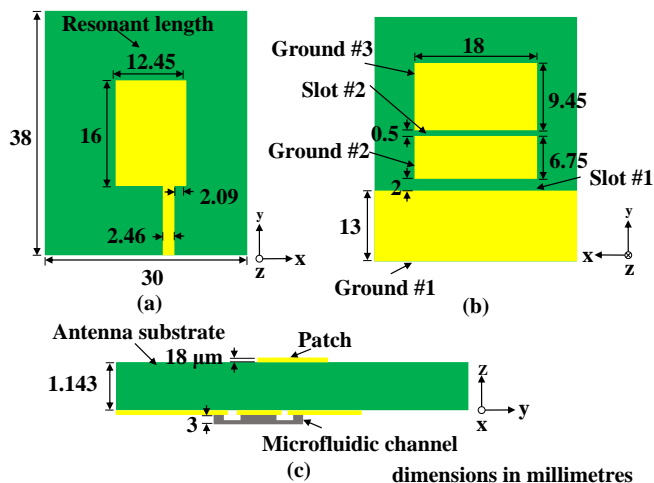 Resonant length
12.45
16
38
2.09
2.46
30
y
x
z
(a)
Ground #3
18
Slot #2
9.45
0.5
Ground #2
6.75
2
Slot #1
13
y
x
z
Ground #1
(b)
Antenna substrate
18 μm
Patch
1.143
3
z
y
x
Microfluidic channel
(c)
dimensions in millimetres